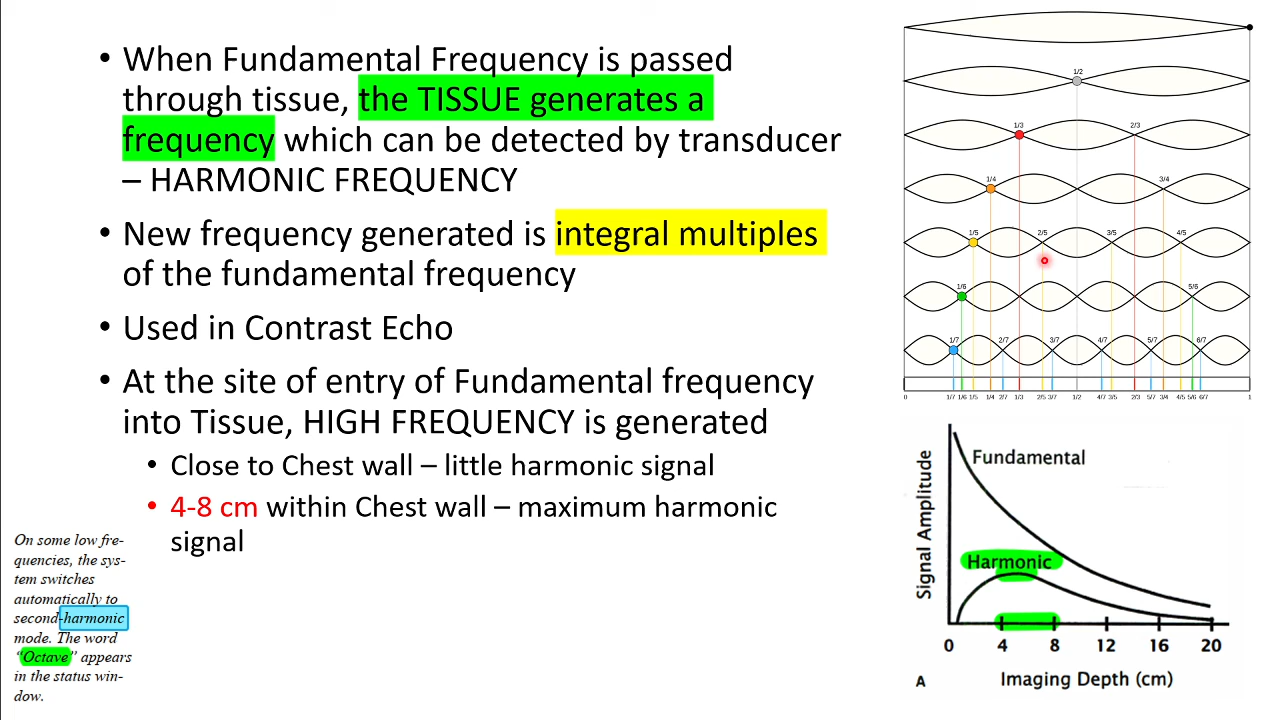 • When Fundamental Frequency is passed
through tissue, the TISSUE generates a
frequency which can be detected by transducer
– HARMONIC FREQUENCY
• New frequency generated is integral multiples
of the fundamental frequency
• Used in Contrast Echo
• At the site of entry of Fundamental frequency
into Tissue, HIGH FREQUENCY is generated
• Close to Chest wall – little harmonic signal
• 4-8 cm within Chest wall – maximum harmonic
signal
On some low fre-
quencies, the sys-
tem switches
automatically to
second-harmonic
mode. The word
“Octave” appears
in the status win-
dow.
1/2
1/3 2/3
1/4 3/4
1/5 2/5 3/5 4/5
1/6 5/6
1/7 2/7 3/7 4/7 5/7 6/7
0 1/7 1/6 1/5 1/4 2/7 1/3 2/5 3/7 1/2 4/7 3/5 2/3 5/7 3/4 4/5 5/6 6/7 1
Signal Amplitude
Fundamental
Harmonic
0 4 8 12 16 20
A Imaging Depth (cm)